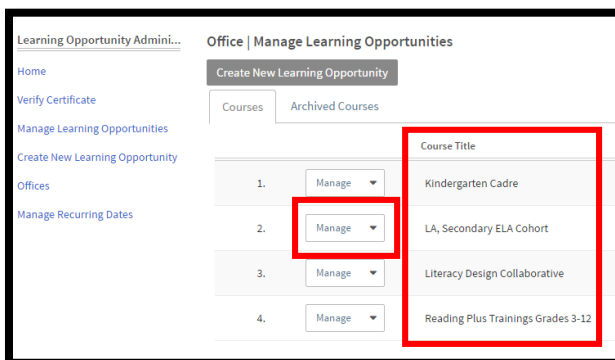 Learning Opportunity Admini...
Home
Verify Certificate
Manage Learning Opportunities
Create New Learning Opportunity
Offices
Manage Recurring Dates
Office | Manage Learning Opportunities
Create New Learning Opportunity
Courses Archived Courses
Course Title
1. Manage Kindergarten Cadre
2. Manage LA, Secondary ELA Cohort
3. Manage Literacy Design Collaborative
4. Manage Reading Plus Trainings Grades 3-12